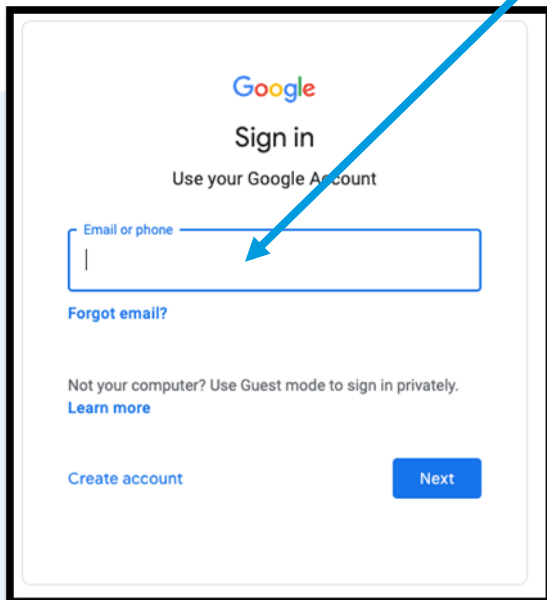 Google
Sign in
Use your Google Account
Email or phone
Forgot email?
Not your computer? Use Guest mode to sign in privately.
Learn more
Create account
Next